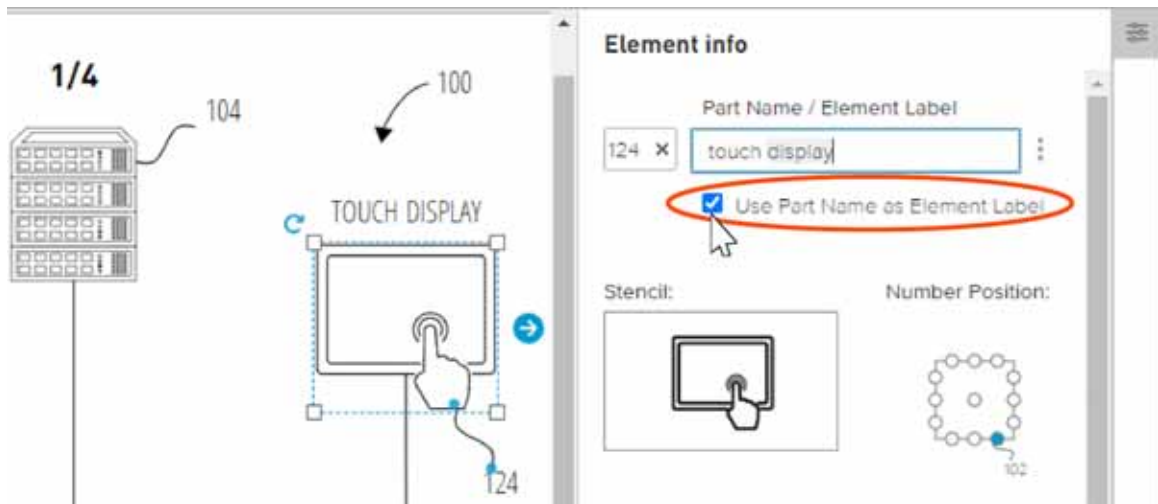 1/4
104
100
TOUCH DISPLAY
124
Element info
Part Name / Element Label
124 ×
touch display
Use Part Name as Element Label
Stencil:
Number Position:
102